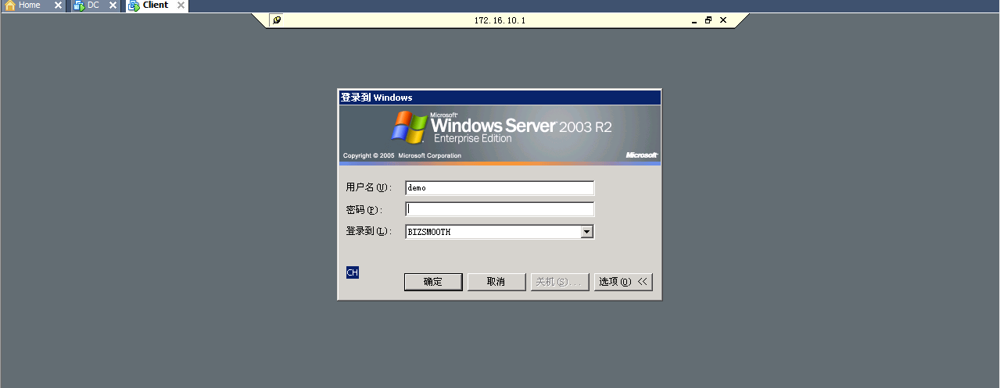 Home DC Client
172.16.10.1
登录到 Windows
Microsoft
Windows Server 2003 R2
Enterprise Edition
Copyright © 2005 Microsoft Corporation Microsoft
用户名(U): demo
密码(P):
登录到(L): BIZSMOOTH
CH
确定 取消 关机(S)... 选项(O) <<